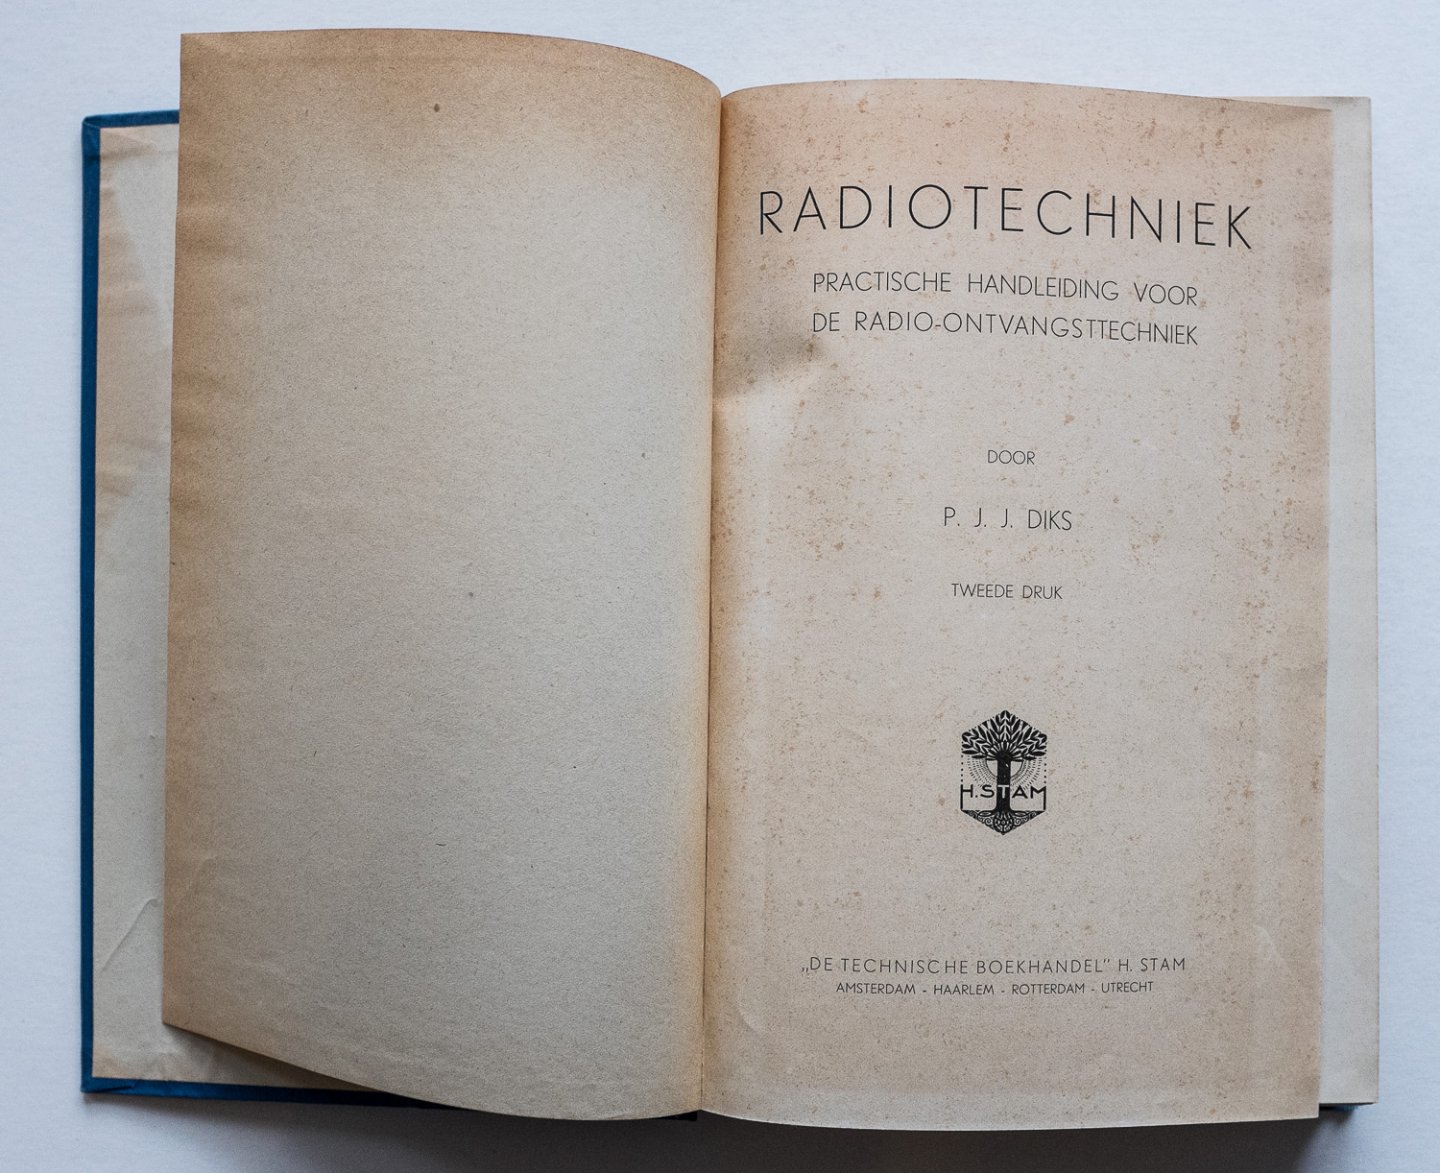 RADIOTECHNIEK
PRACTISCHE HANDLEIDING VOOR
DE RADIO-ONTVANGSTTECHNIEK
DOOR
P. J. J. DIKS
TWEEDE DRUK
H. STAM
„DE TECHNISCHE BOEKHANDEL” H. STAM
AMSTERDAM - HAARLEM - ROTTERDAM - UTRECHT